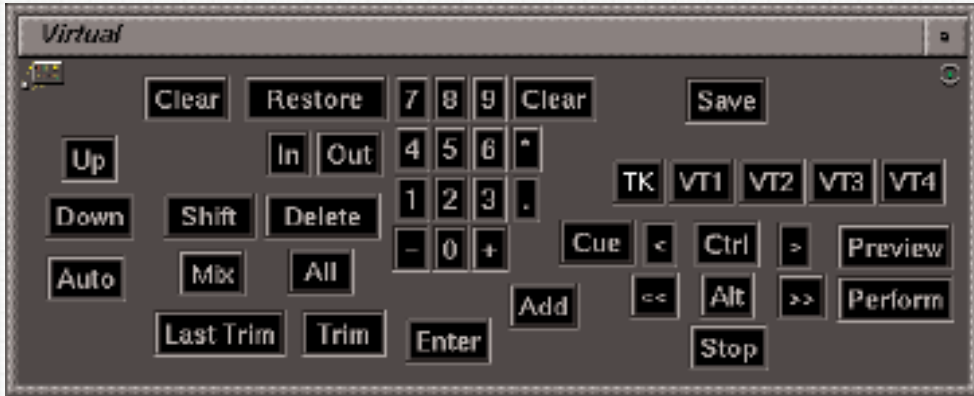 Virtual
Clear Restore 7 8 9 Clear Save
Up In Out 4 5 6 *
TK VT1 VT2 VT3 VT4
Down Shift Delete 1 2 3 .
Cue < Ctrl > Preview
Auto Mix All - 0 +
Add << Alt >> Perform
Last Trim Trim Enter Stop